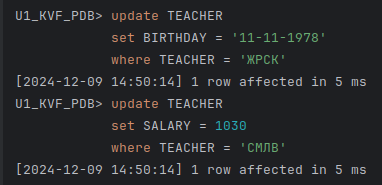 U1_KVF_PDB> update TEACHER
set BIRTHDAY = '11-11-1978'
where TEACHER = 'ЖРСК'
[2024-12-09 14:50:14] 1 row affected in 5 ms
U1_KVF_PDB> update TEACHER
set SALARY = 1030
where TEACHER = 'СМЛВ'
[2024-12-09 14:50:14] 1 row affected in 5 ms